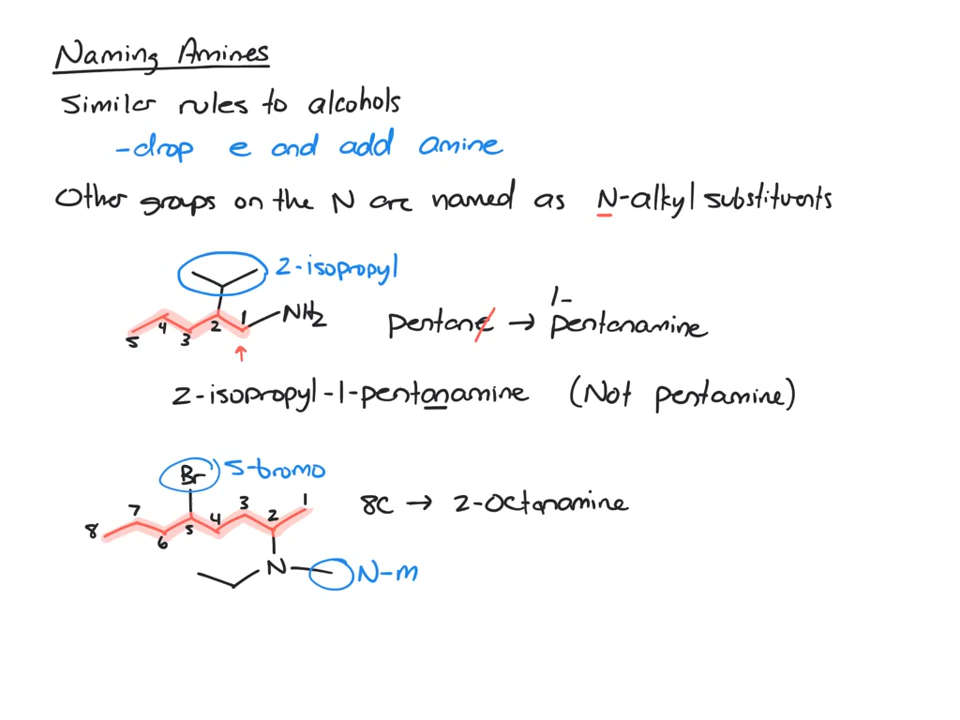 Naming Amines
Similar rules to alcohols
-drop e and add amine
Other groups on the N are named as N-alkyl substituents
2-isopropyl
NH2
1
2
3
4
5
pentane → 1-pentanamine
2-isopropyl-1-pentanamine (Not pentamine)
Br 5-bromo
8 7 6 5 4 3 2 1
8C → 2-octanamine
N N-m